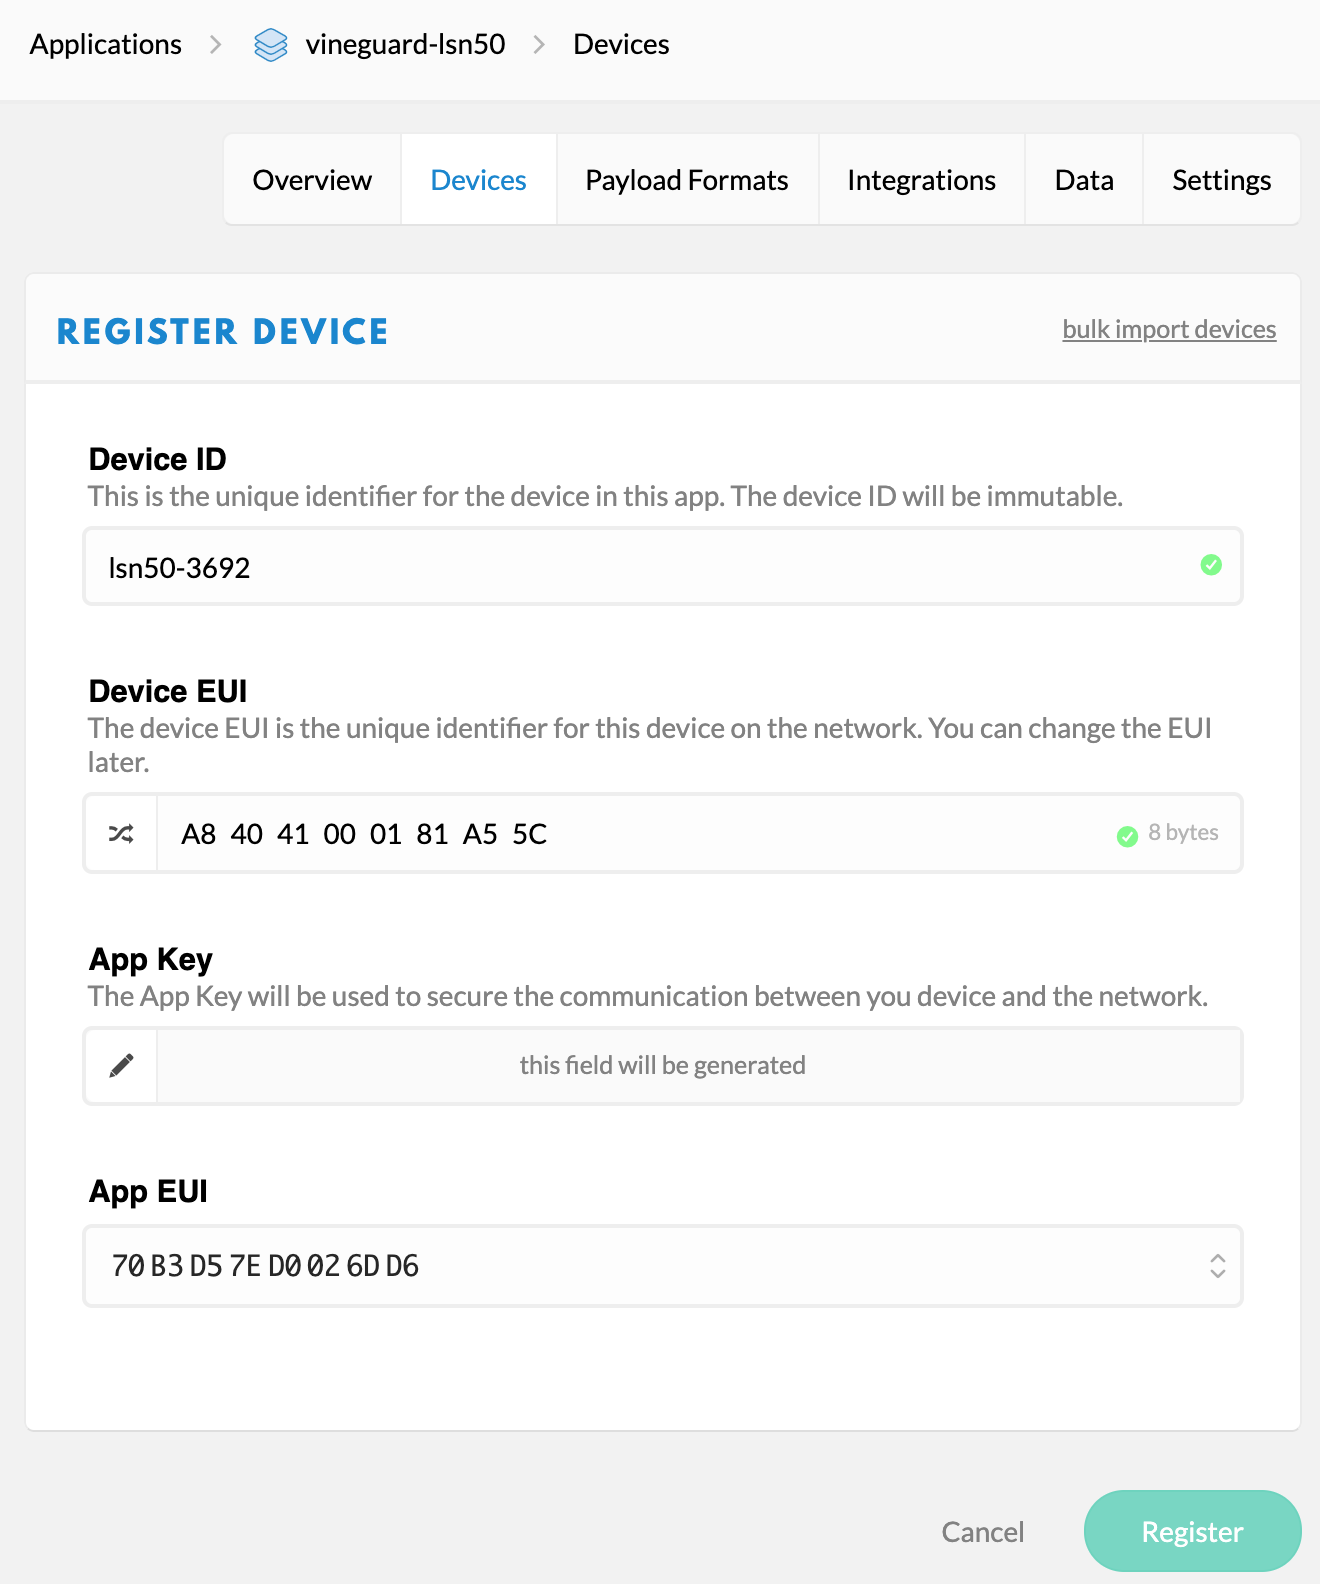 Applications > vineguard-lsn50 > Devices
Overview Devices Payload Formats Integrations Data Settings
REGISTER DEVICE bulk import devices
Device ID
This is the unique identifier for the device in this app. The device ID will be immutable.
lsn50-3692
Device EUI
The device EUI is the unique identifier for this device on the network. You can change the EUI
later.
A8 40 41 00 01 81 A5 5C 8 bytes
App Key
The App Key will be used to secure the communication between you device and the network.
this field will be generated
App EUI
70 B3 D5 7E D0 02 6D D6
Cancel Register